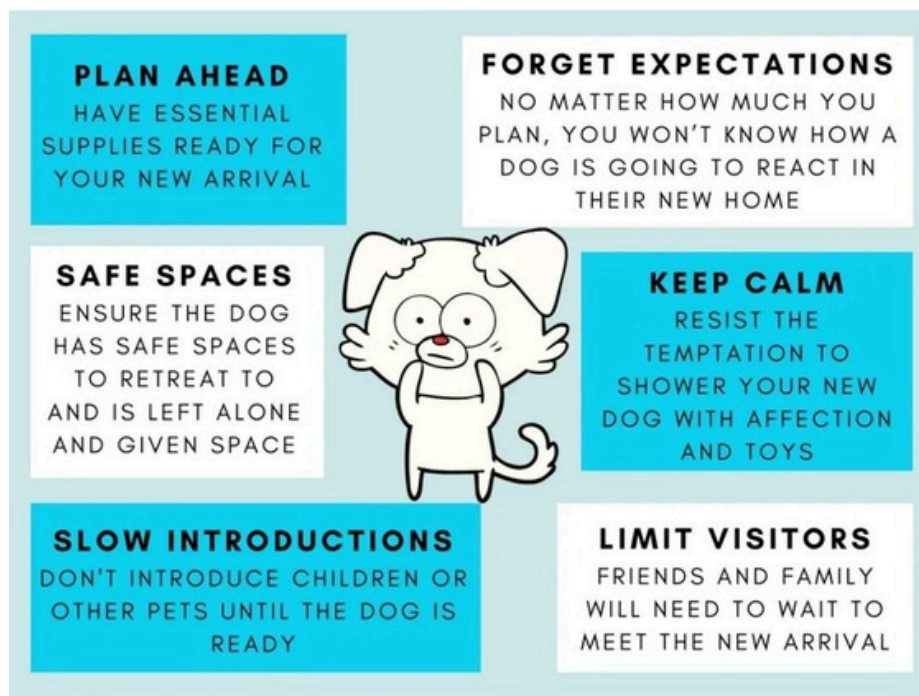 PLAN AHEAD
HAVE ESSENTIAL
SUPPLIES READY FOR
YOUR NEW ARRIVAL
FORGET EXPECTATIONS
NO MATTER HOW MUCH YOU
PLAN, YOU WON'T KNOW HOW A
DOG IS GOING TO REACT IN
THEIR NEW HOME
SAFE SPACES
ENSURE THE DOG
HAS SAFE SPACES
TO RETREAT TO
AND IS LEFT ALONE
AND GIVEN SPACE
KEEP CALM
RESIST THE
TEMPTATION TO
SHOWER YOUR NEW
DOG WITH AFFECTION
AND TOYS
SLOW INTRODUCTIONS
DON'T INTRODUCE CHILDREN OR
OTHER PETS UNTIL THE DOG IS
READY
LIMIT VISITORS
FRIENDS AND FAMILY
WILL NEED TO WAIT TO
MEET THE NEW ARRIVAL